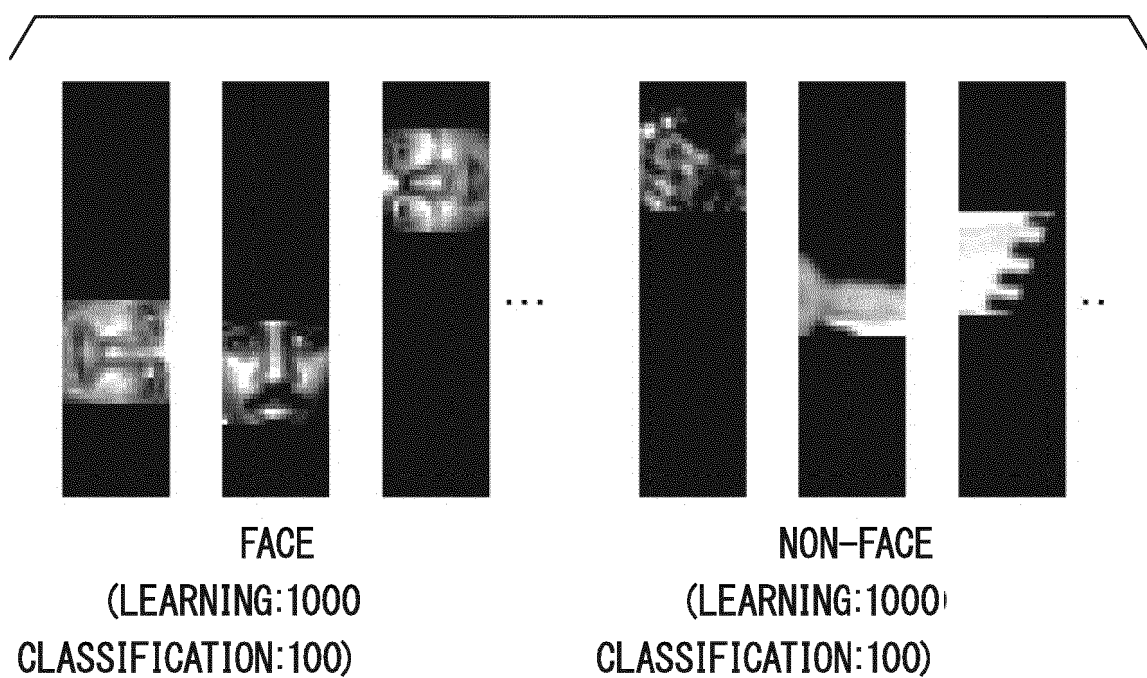 ... ..
FACE NON-FACE
(LEARNING:1000 (LEARNING:1000
CLASSIFICATION:100) CLASSIFICATION:100)